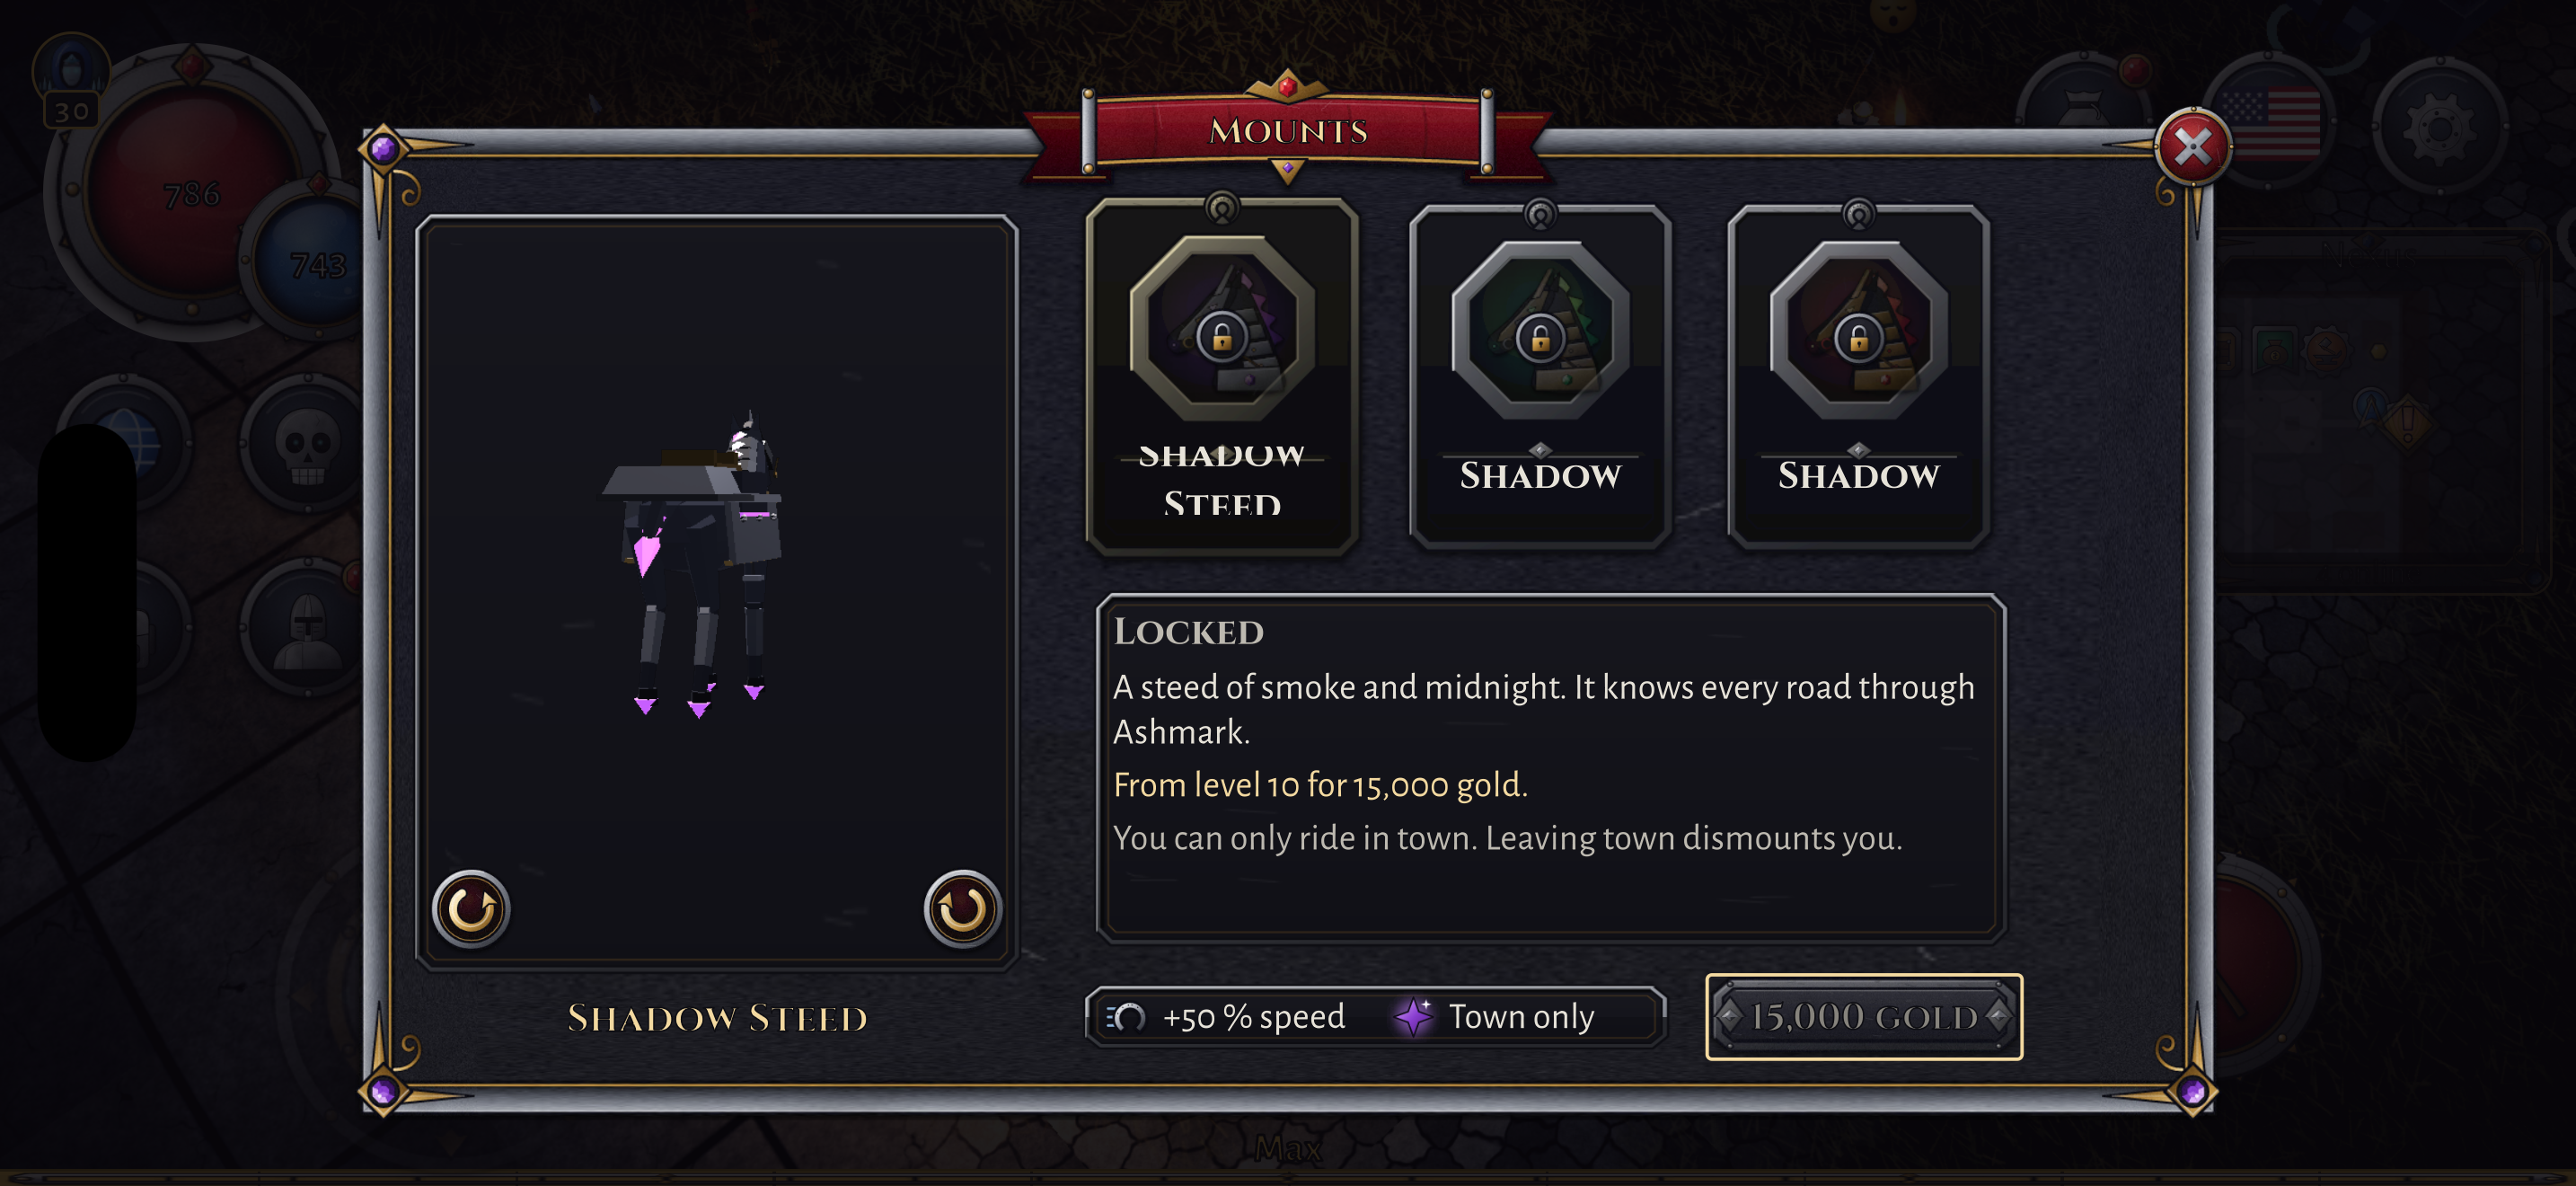 30
Mounts
786
743
Shadow
Steed
Shadow
Shadow
Locked
A steed of smoke and midnight. It knows every road through
Ashmark.
From level 10 for 15,000 gold.
You can only ride in town. Leaving town dismounts you.
Shadow Steed
+50 % speed
Town only
15,000 gold
Max